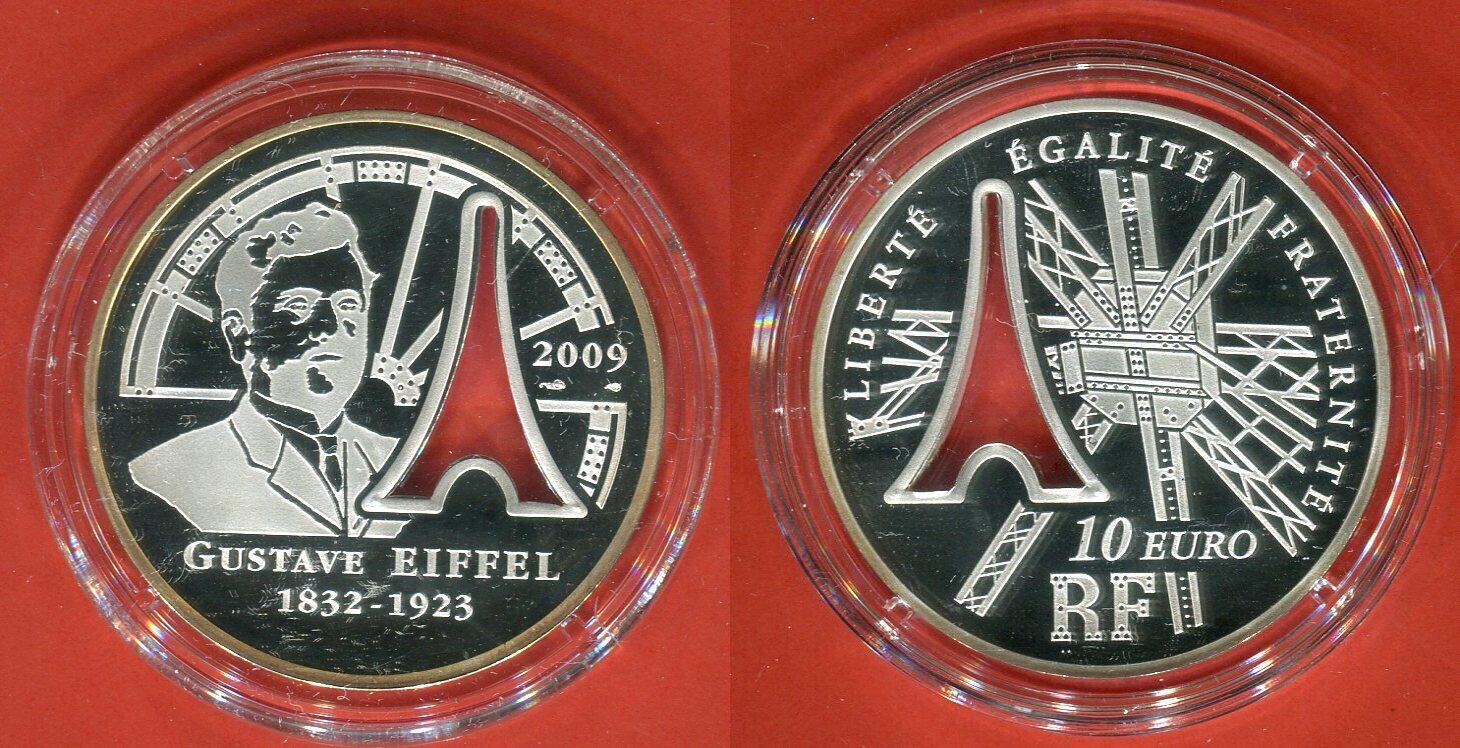 2009
GUSTAVE EIFFEL
1832-1923
LIBERTÉ ÉGALITÉ FRATERNITÉ
10 EURO
RF